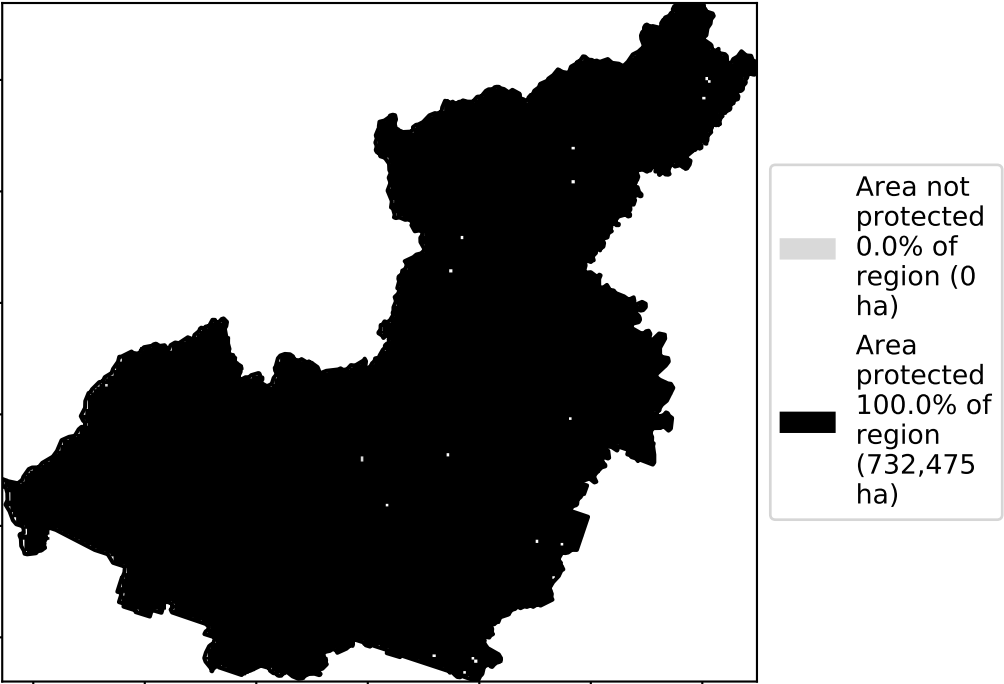 Area not
protected
0.0% of
region (0
ha)
Area
protected
100.0% of
region
(732,475
ha)